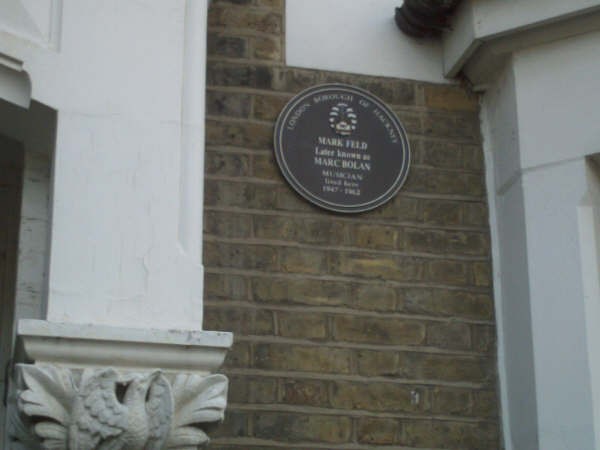 LONDON BOROUGH OF HACKNEY
MARK FELD
Later known as
MARC BOLAN
MUSICIAN
lived here
1947 - 1962